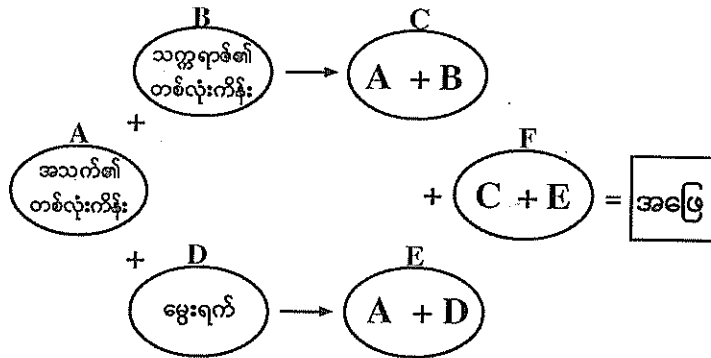 B
သက္ကရာဇ်၏
တစ်လုံးကိန်း
C
A + B
+
A
အသက်၏
တစ်လုံးကိန်း
F
+ C + E = အဖြေ
+
D
မွေးရက်
E
A + D